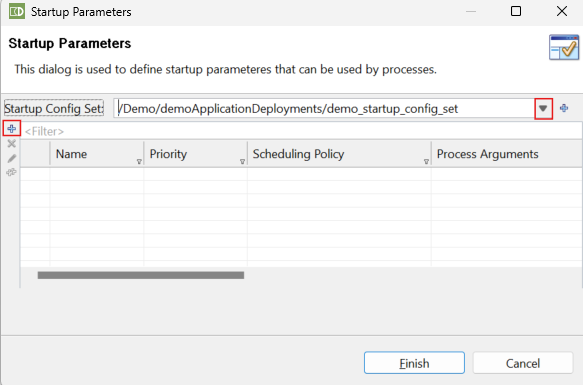 Startup Parameters
Startup Parameters
This dialog is used to define startup parameteres that can be used by processes.
Startup Config Set: /Demo/demoApplicationDeployments/demo_startup_config_set
<Filter>
Name Priority Scheduling Policy Process Arguments
Finish Cancel